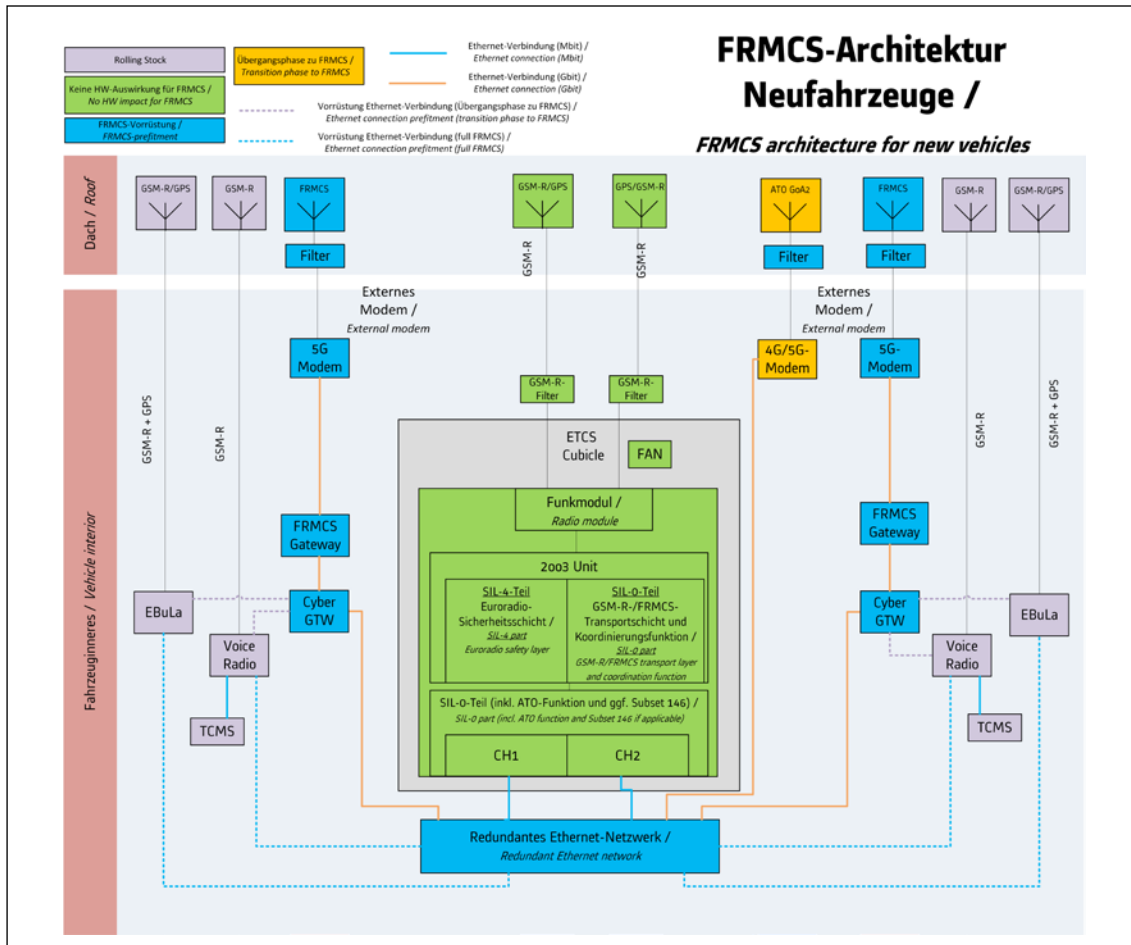 FRMCS-Architektur
Neufahrzeuge /
FRMCS architecture for new vehicles
Rolling Stock
Keine HW-Auswirkung für FRMCS /
No HW impact for FRMCS
FRMCS-Vorrüstung /
FRMCS-prefitment
Übergangsphase zu FRMCS /
Transition phase to FRMCS
Ethernet-Verbindung (Mbit) /
Ethernet connection (Mbit)
Ethernet-Verbindung (Gbit) /
Ethernet connection (Gbit)
Vorrüstung Ethernet-Verbindung (Übergangsphase zu FRMCS) /
Ethernet connection prefitment (transition phase to FRMCS)
Vorrüstung Ethernet-Verbindung (full FRMCS) /
Ethernet connection prefitment (full FRMCS)
Dach / Roof
GSM-R/GPS
GSM-R
FRMCS
GSM-R/GPS
GPS/GSM-R
ATO GoA2
FRMCS
GSM-R
GSM-R/GPS
Filter
Filter
Filter
GSM-R
GSM-R
Fahrzeuginneres / Vehicle interior
Externes
Modem /
External modem
Externes
Modem /
External modem
5G
Modem
4G/5G-
Modem
5G-
Modem
GSM-R-
Filter
GSM-R-
Filter
GSM-R + GPS
GSM-R
GSM-R
GSM-R + GPS
ETCS
Cubicle
FAN
Funkmodul /
Radio module
FRMCS
Gateway
FRMCS
Gateway
2003 Unit
SIL-4-Teil
Euroradio-
Sicherheitsschicht /
SIL-4 part
Euroradio safety layer
SIL-0-Teil
GSM-R-/FRMCS-
Transportschicht und
Koordinierungsfunktion /
SIL-0 part
GSM-R/FRMCS transport layer
and coordination function
EBuLa
Cyber
GTW
Cyber
GTW
EBuLa
Voice
Radio
Voice
Radio
TCMS
TCMS
SIL-0-Teil (inkl. ATO-Funktion und ggf. Subset 146) /
SIL-0 part (incl. ATO function and Subset 146 if applicable)
CH1
CH2
Redundantes Ethernet-Netzwerk /
Redundant Ethernet network